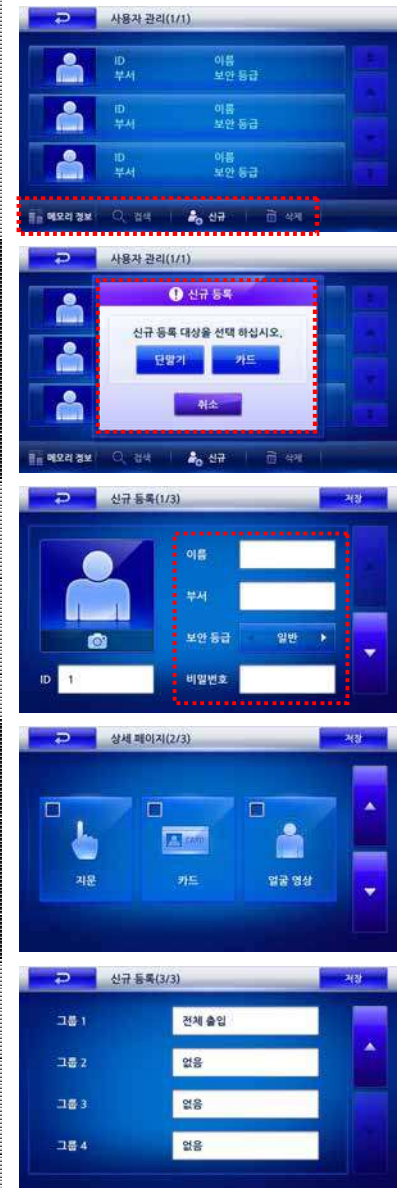 사용자 관리(1/1)
ID 이름
부서 보안 등급
ID 이름
부서 보안 등급
ID 이름
부서 보안 등급
메모리 정보 검색 신규 삭제
사용자 관리(1/1)
신규 등록
신규 등록 대상을 선택 하십시오.
단말기 카드
취소
메모리 정보 검색 신규 삭제
신규 등록(1/3) 저장
이름
부서
보안 등급 일반
ID 1 비밀번호
상세 페이지(2/3) 저장
CARD
지문 카드 얼굴 영상
신규 등록(3/3) 저장
그룹 1 전체 출입
그룹 2 없음
그룹 3 없음
그룹 4 없음